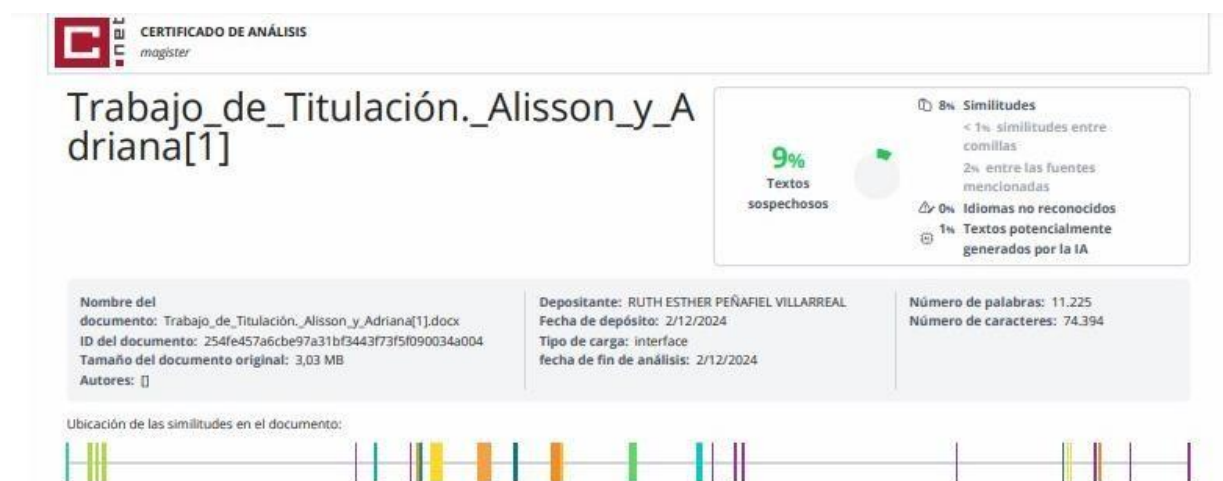 C
.net
CERTIFICADO DE ANÁLISIS
magister
Trabajo_de_Titulación._Alisson_y_A
driana[1]
9%
Textos
sospechosos
8% Similitudes
< 1% similitudes entre
comillas
2% entre las fuentes
mencionadas
0% Idiomas no reconocidos
1% Textos potencialmente
generados por la IA
Nombre del
documento: Trabajo_de_Titulación._Alisson_y_Adriana[1].docx
ID del documento: 254fe457a6cbe97a31bf3443f73f5f090034a004
Tamaño del documento original: 3,03 MB
Autores: []
Depositante: RUTH ESTHER PEÑAFIEL VILLARREAL
Fecha de depósito: 2/12/2024
Tipo de carga: interface
fecha de fin de análisis: 2/12/2024
Número de palabras: 11.225
Número de caracteres: 74.394
Ubicación de las similitudes en el documento: